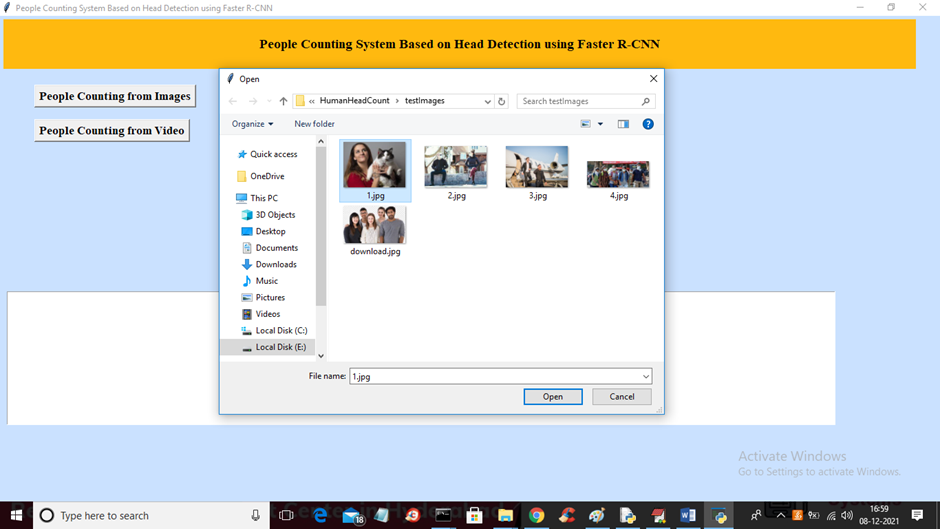 People Counting System Based on Head Detection using Faster R-CNN
People Counting System Based on Head Detection using Faster R-CNN
People Counting from Images
People Counting from Video
Open
« HumanHeadCount › testImages
Search testImages
Organize
New folder
Quick access
OneDrive
This PC
3D Objects
Desktop
Documents
Downloads
Music
Pictures
Videos
Local Disk (C:)
Local Disk (E:)
1.jpg
2.jpg
3.jpg
4.jpg
download.jpg
File name: 1.jpg
Open
Cancel
Activate Windows
Go to Settings to activate Windows.
Type here to search
18
16:59
08-12-2021